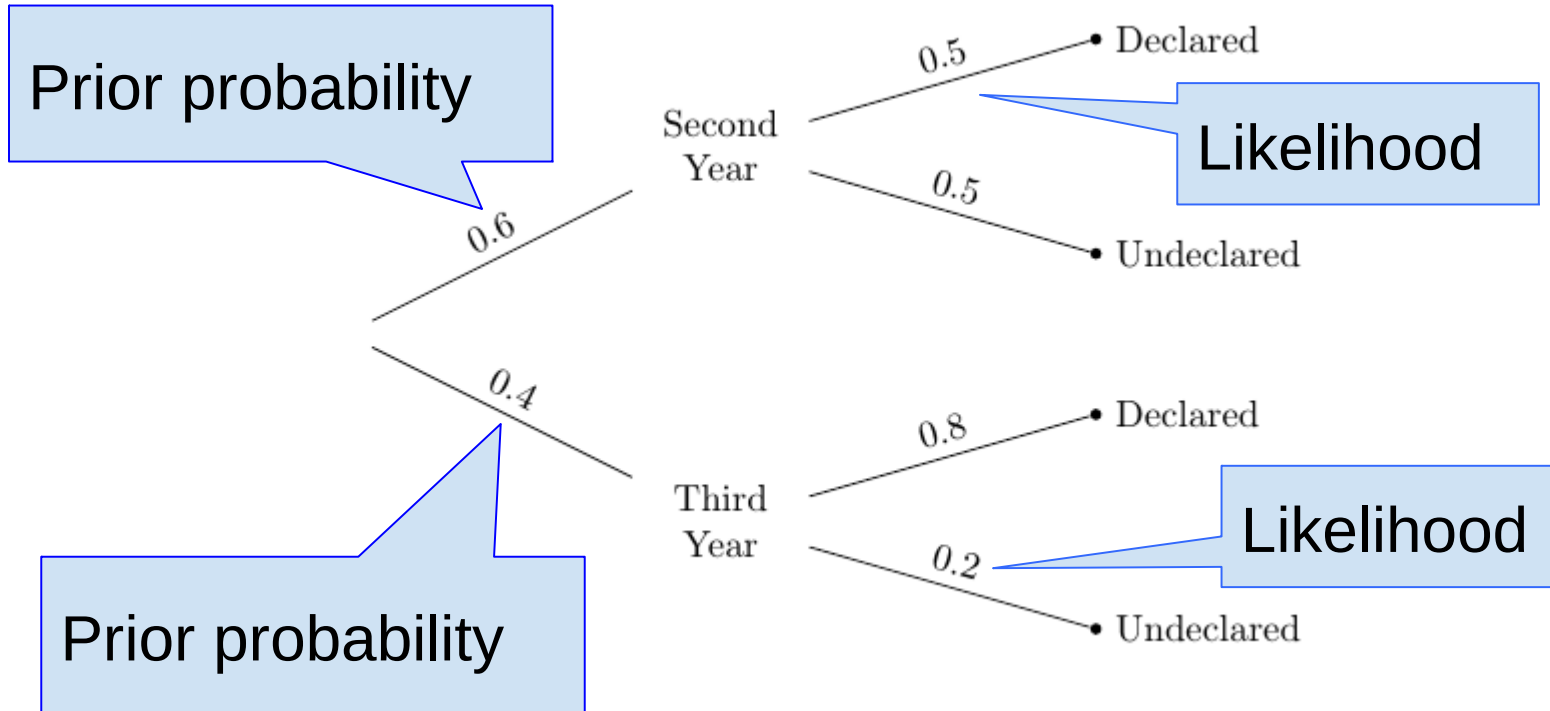 Prior probability
0.6
0.4
Prior probability
Second
Year
0.5
Declared
Likelihood
0.5
Undeclared
Third
Year
0.8
Declared
Likelihood
0.2
Undeclared